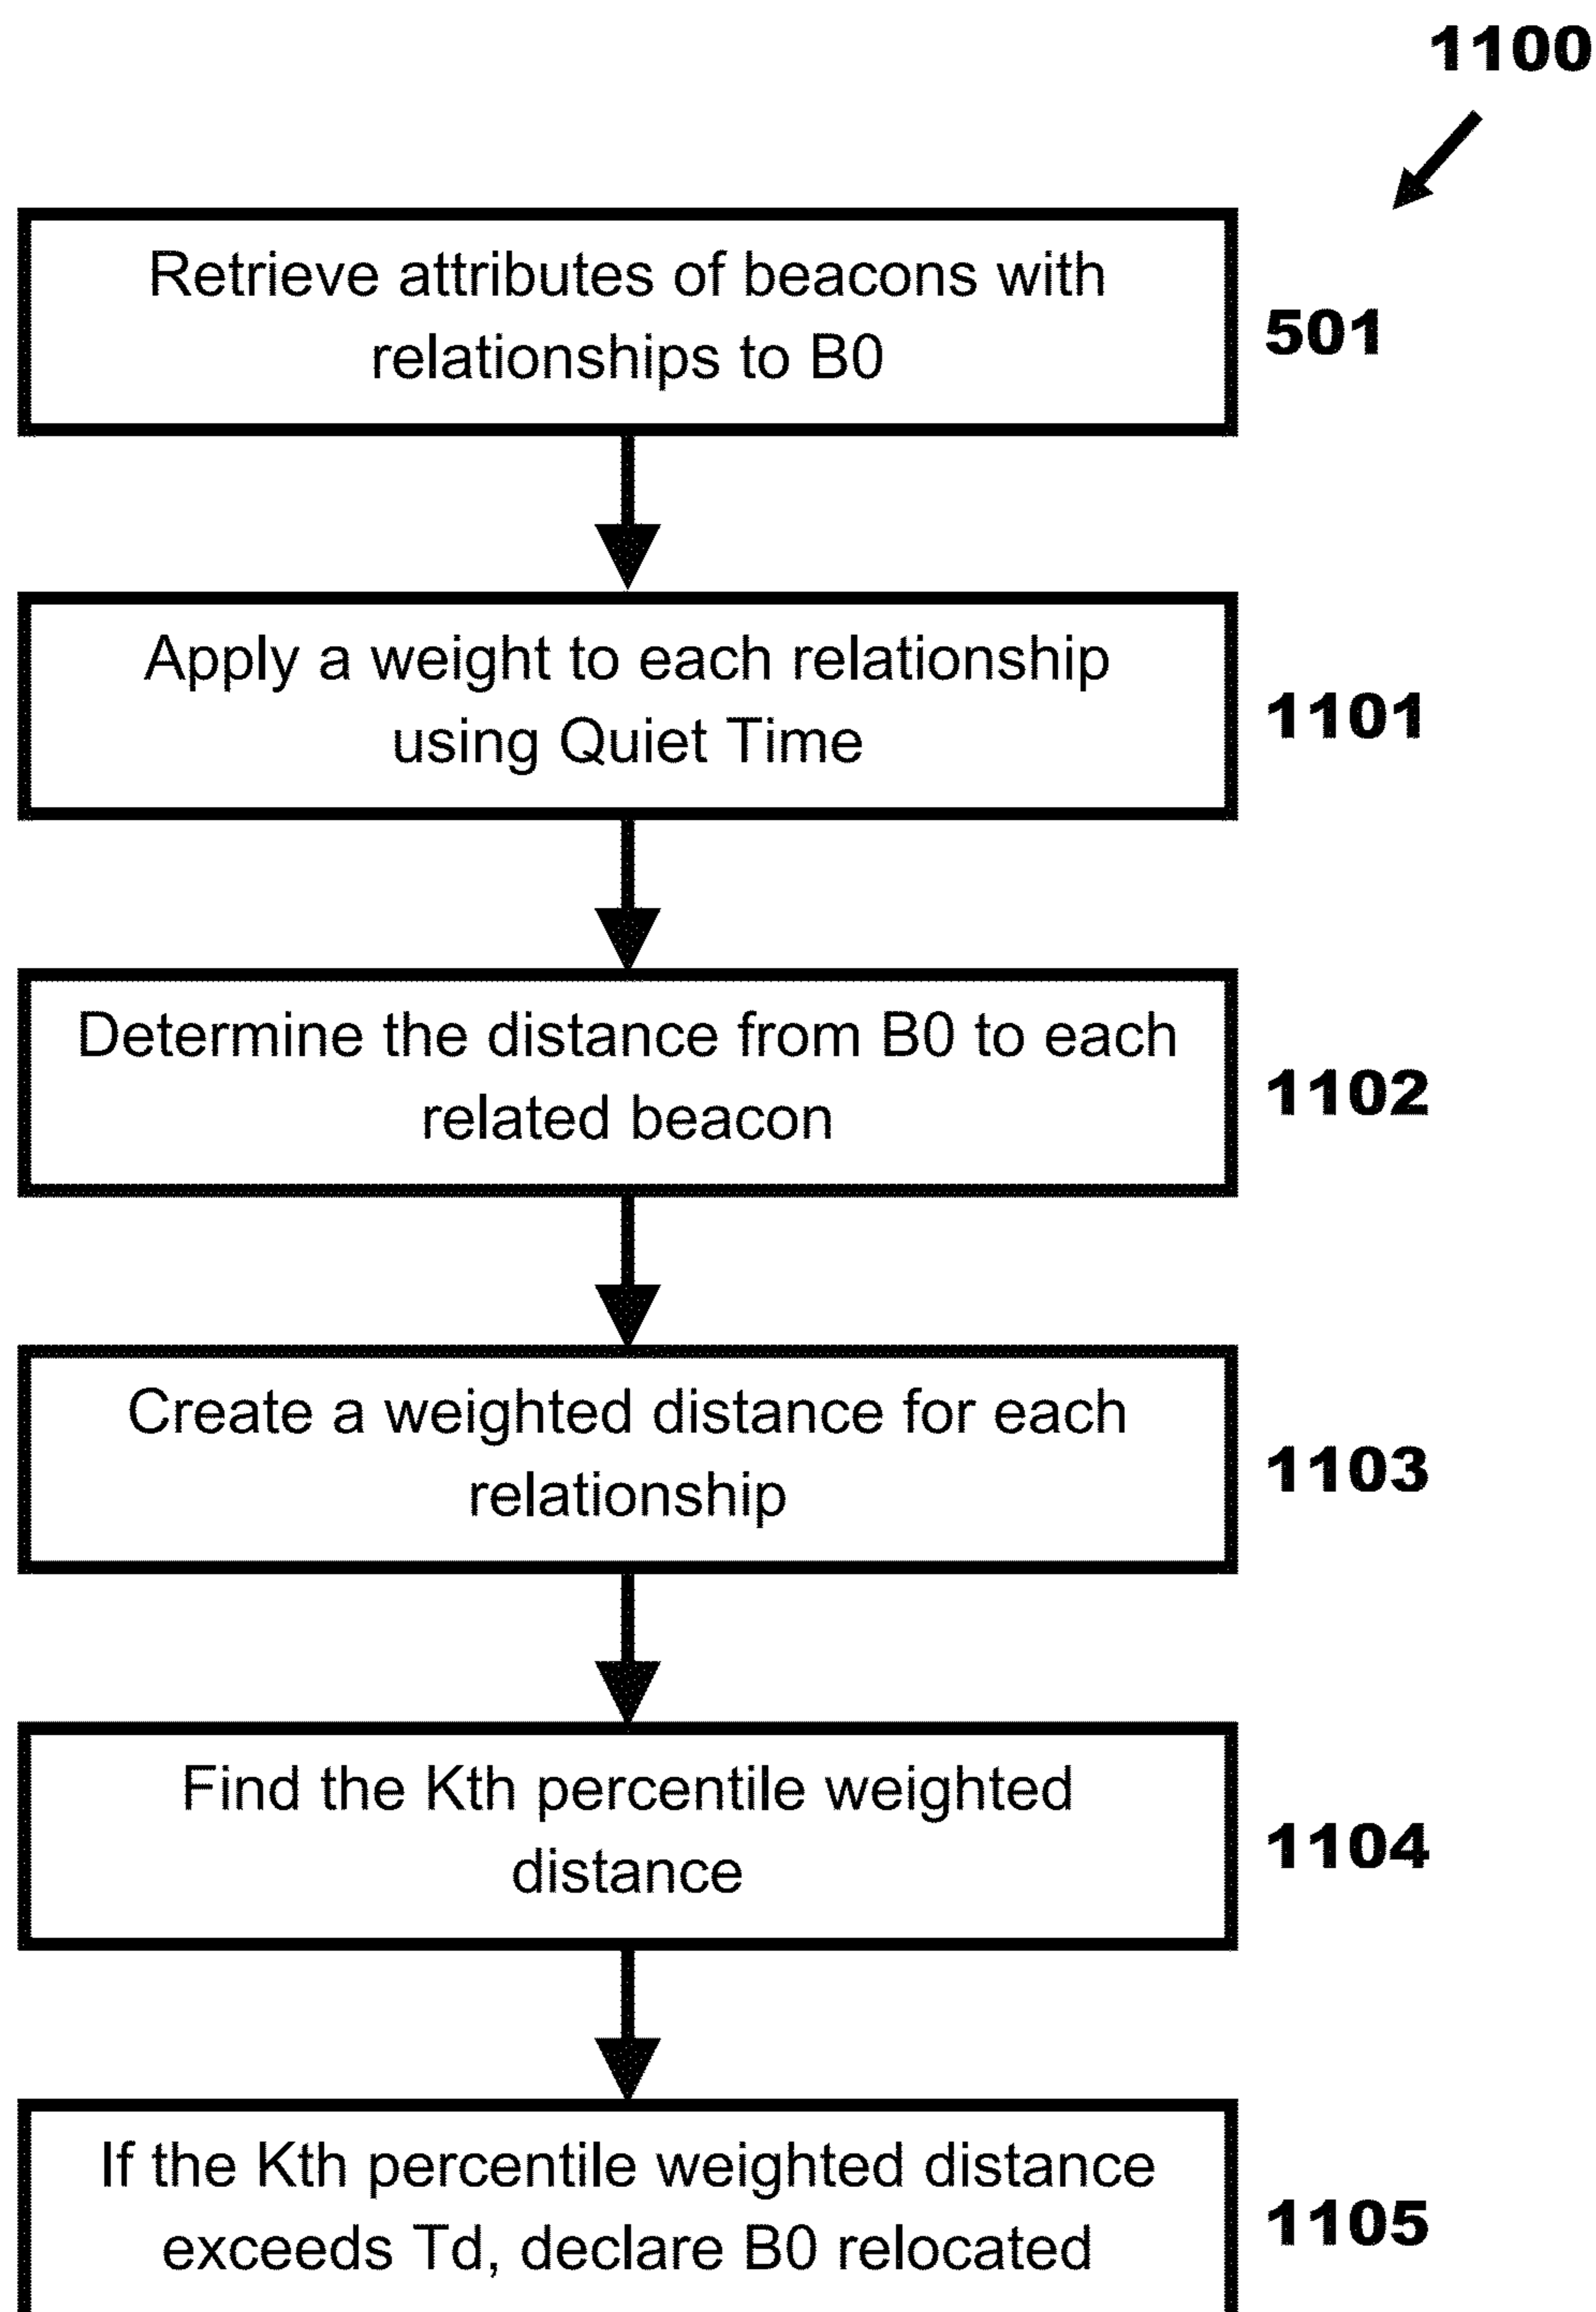 1100
Retrieve attributes of beacons with
relationships to B0
501
Apply a weight to each relationship
using Quiet Time
1101
Determine the distance from B0 to each
related beacon
1102
Create a weighted distance for each
relationship
1103
Find the Kth percentile weighted
distance
1104
If the Kth percentile weighted distance
exceeds Td, declare B0 relocated
1105